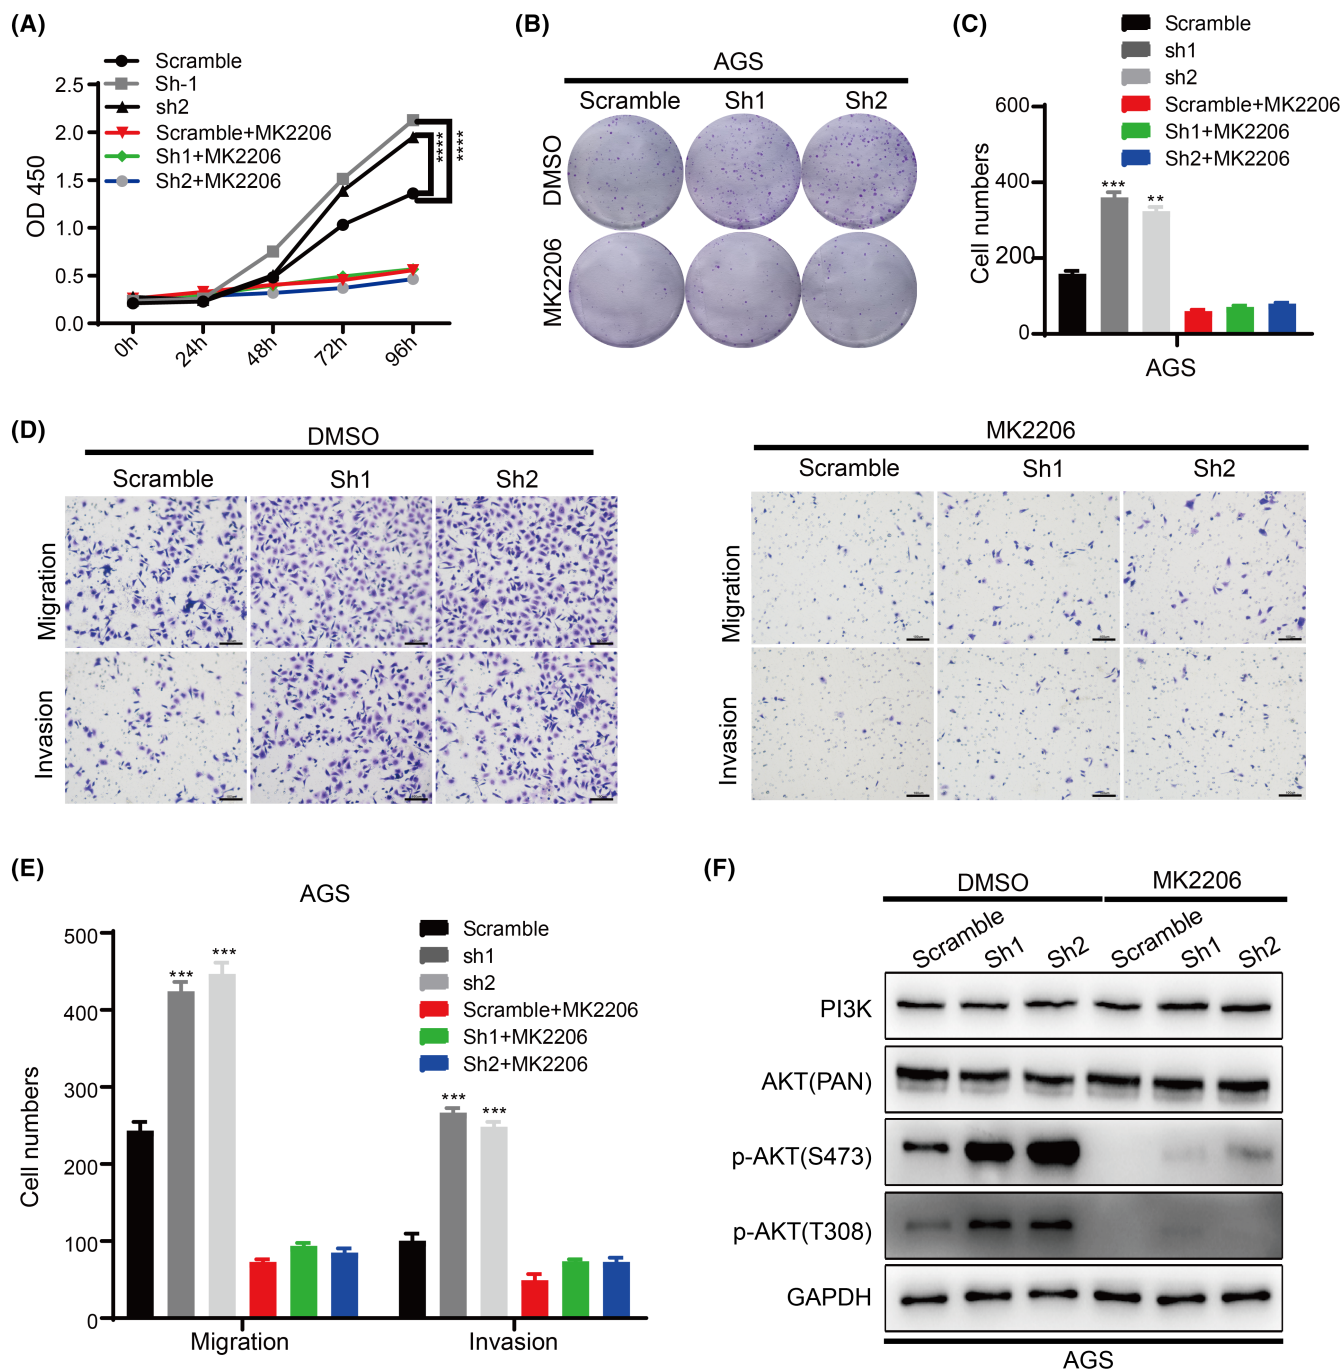 (A)
Scramble
Sh-1
sh2
Scramble+MK2206
Sh1+MK2206
Sh2+MK2206
OD 450
2.5
2.0
1.5
1.0
0.5
0.0
0h
24h
48h
72h
96h
****
****
(B)
AGS
Scramble Sh1 Sh2
DMSO
MK2206
(C)
Scramble
sh1
sh2
Scramble+MK2206
Sh1+MK2206
Sh2+MK2206
Cell numbers
600
400
200
0
***
**
AGS
(D)
DMSO
Scramble Sh1 Sh2
Migration
Invasion
MK2206
Scramble Sh1 Sh2
Migration
Invasion
(E)
AGS
Scramble
sh1
sh2
Scramble+MK2206
Sh1+MK2206
Sh2+MK2206
Cell numbers
500
400
300
200
100
0
***
***
***
***
Migration Invasion
(F)
DMSO MK2206
Scramble Sh1 Sh2 Scramble Sh1 Sh2
PI3K
AKT(PAN)
p-AKT(S473)
p-AKT(T308)
GAPDH
AGS